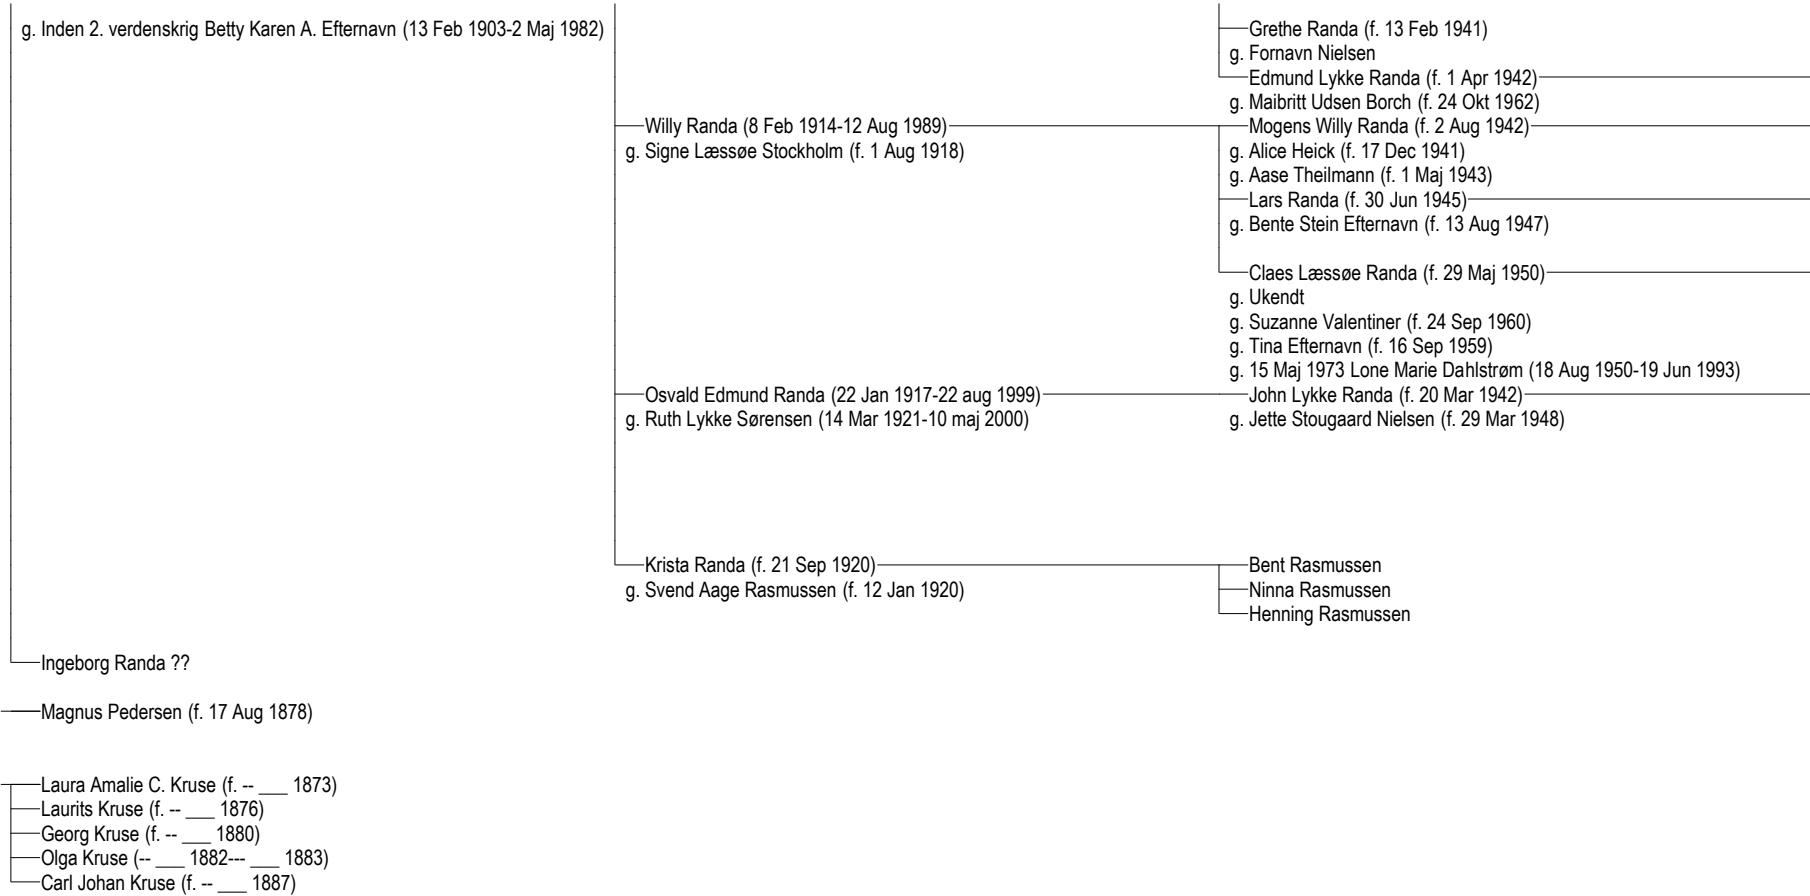 g. Inden 2. verdenskrig Betty Karen A. Efternavn (13 Feb 1903-2 Maj 1982)
Grethe Randa (f. 13 Feb 1941)
g. Fornavn Nielsen
Edmund Lykke Randa (f. 1 Apr 1942)
g. Maibritt Udsen Borch (f. 24 Okt 1962)
Willy Randa (8 Feb 1914-12 Aug 1989)
g. Signe Læssøe Stockholm (f. 1 Aug 1918)
Mogens Willy Randa (f. 2 Aug 1942)
g. Alice Heick (f. 17 Dec 1941)
g. Aase Theilmann (f. 1 Maj 1943)
Lars Randa (f. 30 Jun 1945)
g. Bente Stein Efternavn (f. 13 Aug 1947)
Claes Læssøe Randa (f. 29 Maj 1950)
g. Ukendt
g. Suzanne Valentiner (f. 24 Sep 1960)
g. Tina Efternavn (f. 16 Sep 1959)
g. 15 Maj 1973 Lone Marie Dahlstrøm (18 Aug 1950-19 Jun 1993)
Osvald Edmund Randa (22 Jan 1917-22 aug 1999)
g. Ruth Lykke Sørensen (14 Mar 1921-10 maj 2000)
John Lykke Randa (f. 20 Mar 1942)
g. Jette Stougaard Nielsen (f. 29 Mar 1948)
Krista Randa (f. 21 Sep 1920)
g. Svend Aage Rasmussen (f. 12 Jan 1920)
Bent Rasmussen
Ninna Rasmussen
Henning Rasmussen
Ingeborg Randa ??
Magnus Pedersen (f. 17 Aug 1878)
Laura Amalie C. Kruse (f. -- ___ 1873)
Laurits Kruse (f. -- ___ 1876)
Georg Kruse (f. -- ___ 1880)
Olga Kruse (-- ___ 1882--- ___ 1883)
Carl Johan Kruse (f. -- ___ 1887)